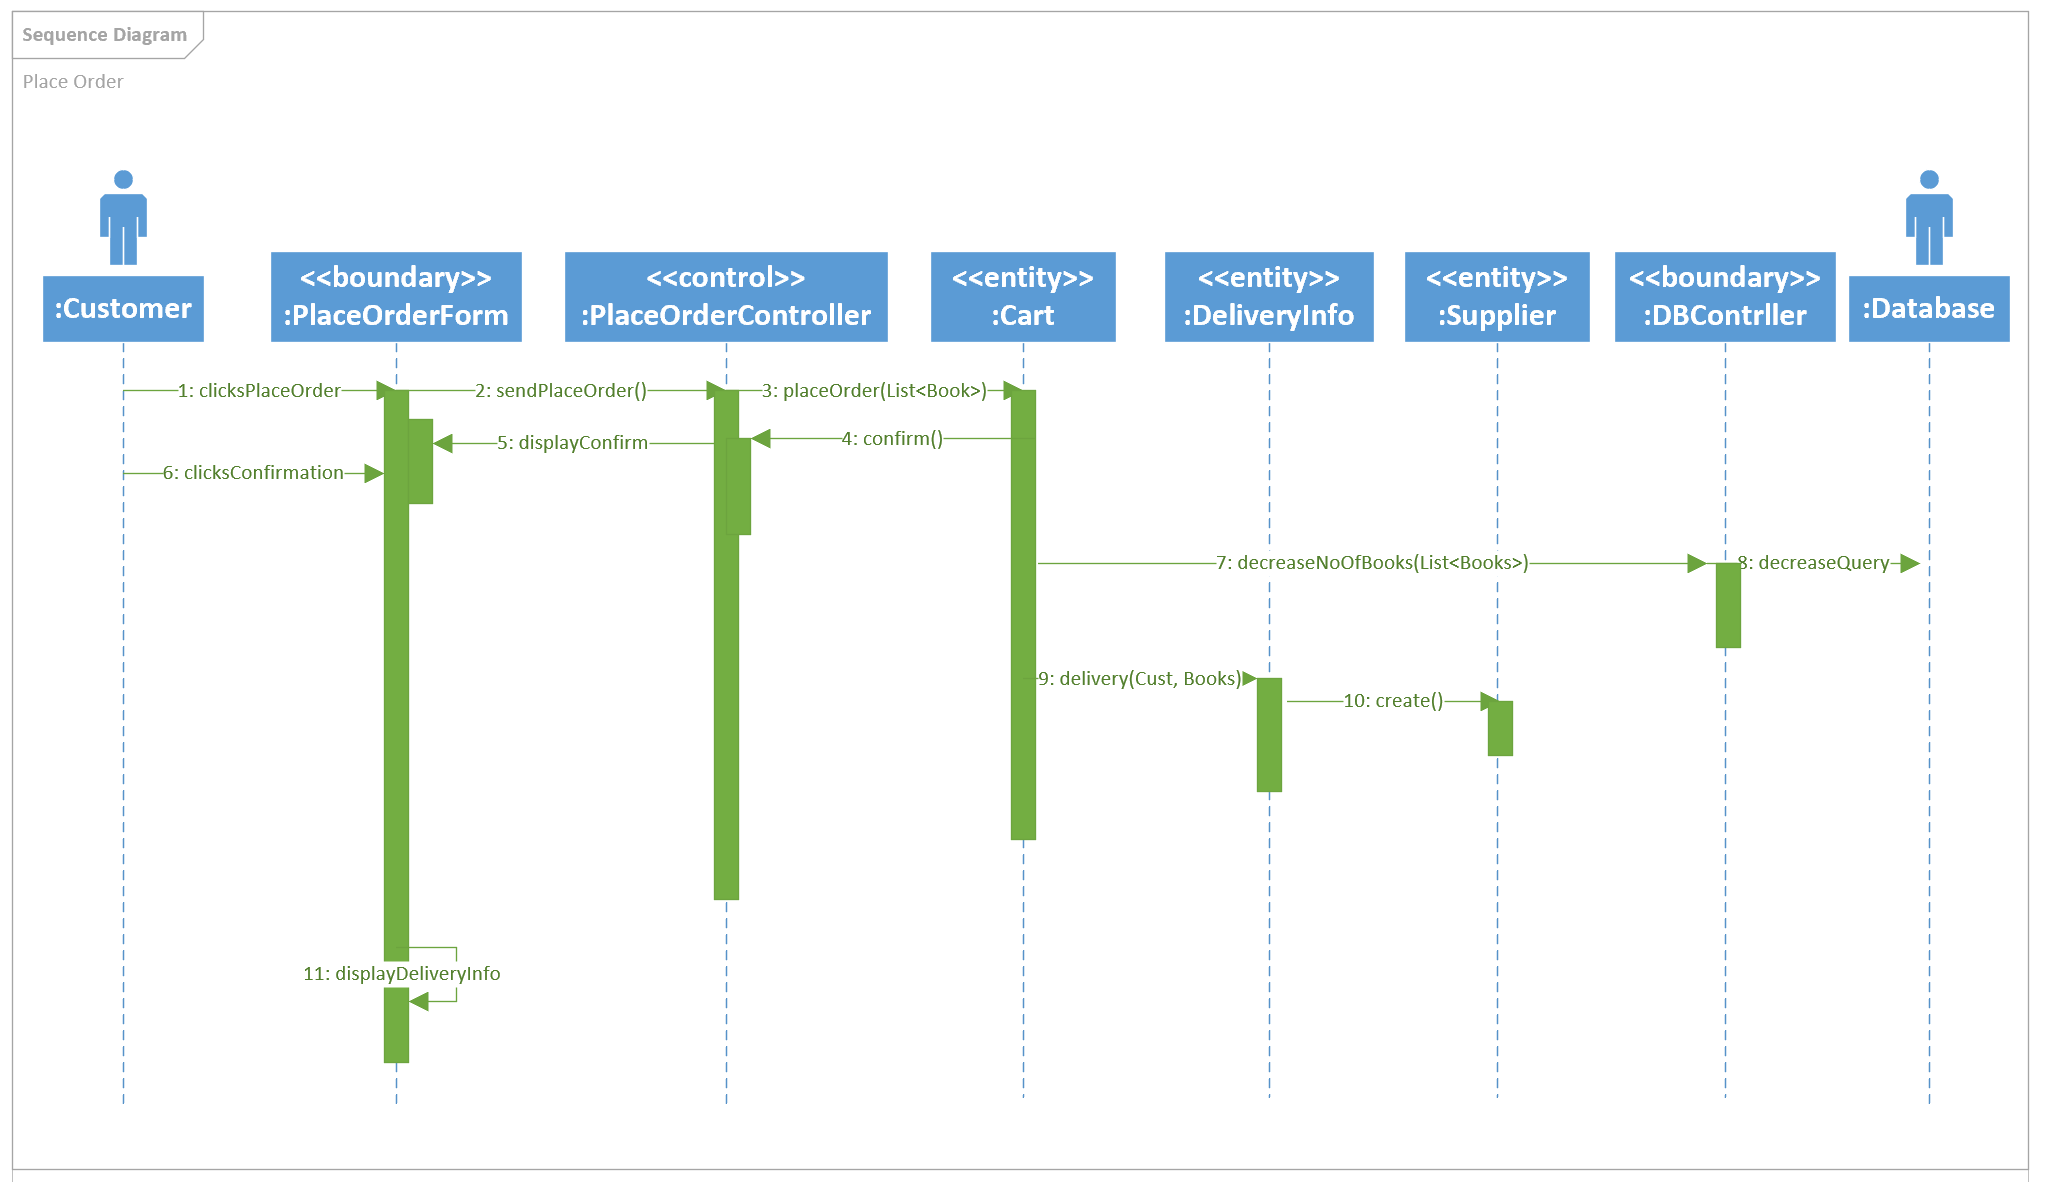 Sequence Diagram
Place Order
:Customer
<<boundary>>
:PlaceOrderForm
<<control>>
:PlaceOrderController
<<entity>>
:Cart
<<entity>>
:DeliveryInfo
<<entity>>
:Supplier
<<boundary>>
:DBContrller
:Database
1: clicksPlaceOrder
2: sendPlaceOrder()
3: placeOrder(List<Book>)
4: confirm()
5: displayConfirm
6: clicksConfirmation
7: decreaseNoOfBooks(List<Books>)
8: decreaseQuery
9: delivery(Cust, Books)
10: create()
11: displayDeliveryInfo